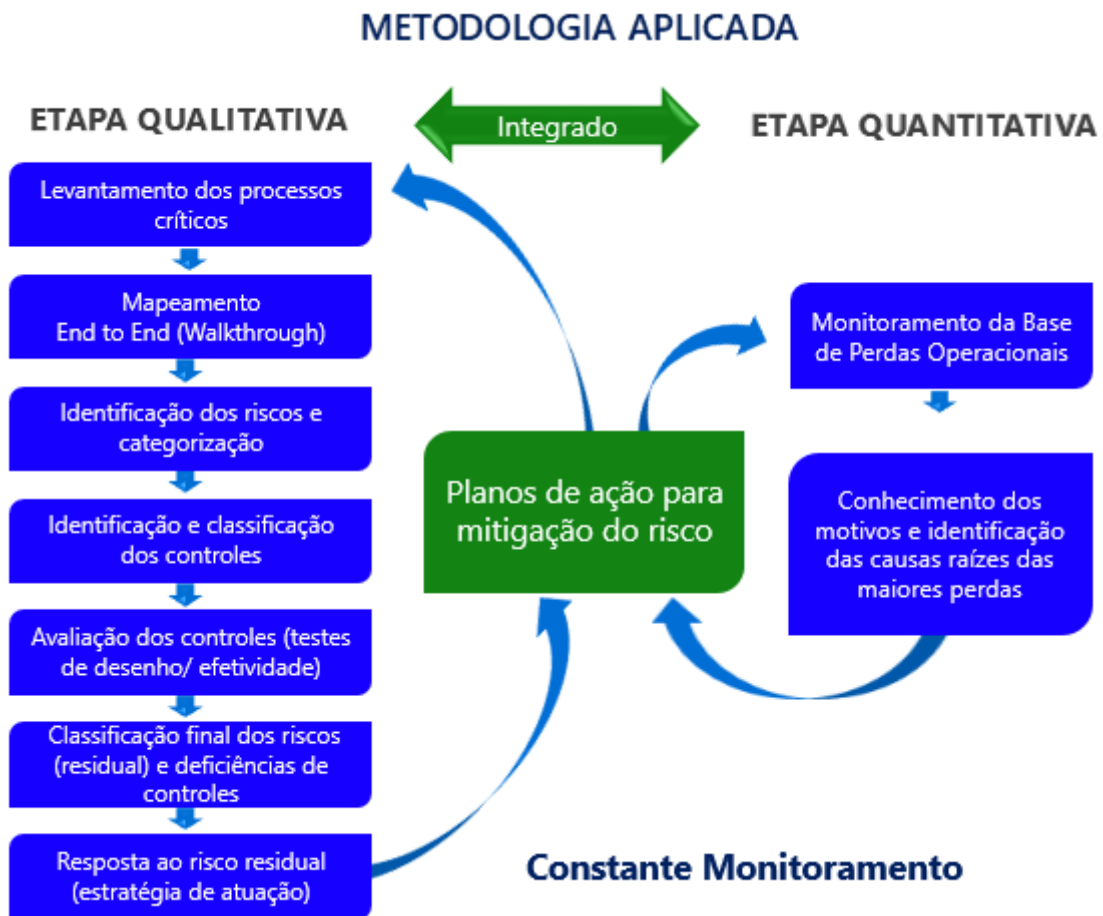 METODOLOGIA APLICADA
ETAPA QUALITATIVA
Integrado
ETAPA QUANTITATIVA
Levantamento dos processos
críticos
Mapeamento
End to End (Walkthrough)
Identificação dos riscos e
categorização
Identificação e classificação
dos controles
Avaliação dos controles (testes
de desenho/ efetividade)
Classificação final dos riscos
(residual) e deficiências de
controles
Resposta ao risco residual
(estratégia de atuação)
Planos de ação para
mitigação do risco
Monitoramento da Base
de Perdas Operacionais
Conhecimento dos
motivos e identificação
das causas raízes das
maiores perdas
Constante Monitoramento